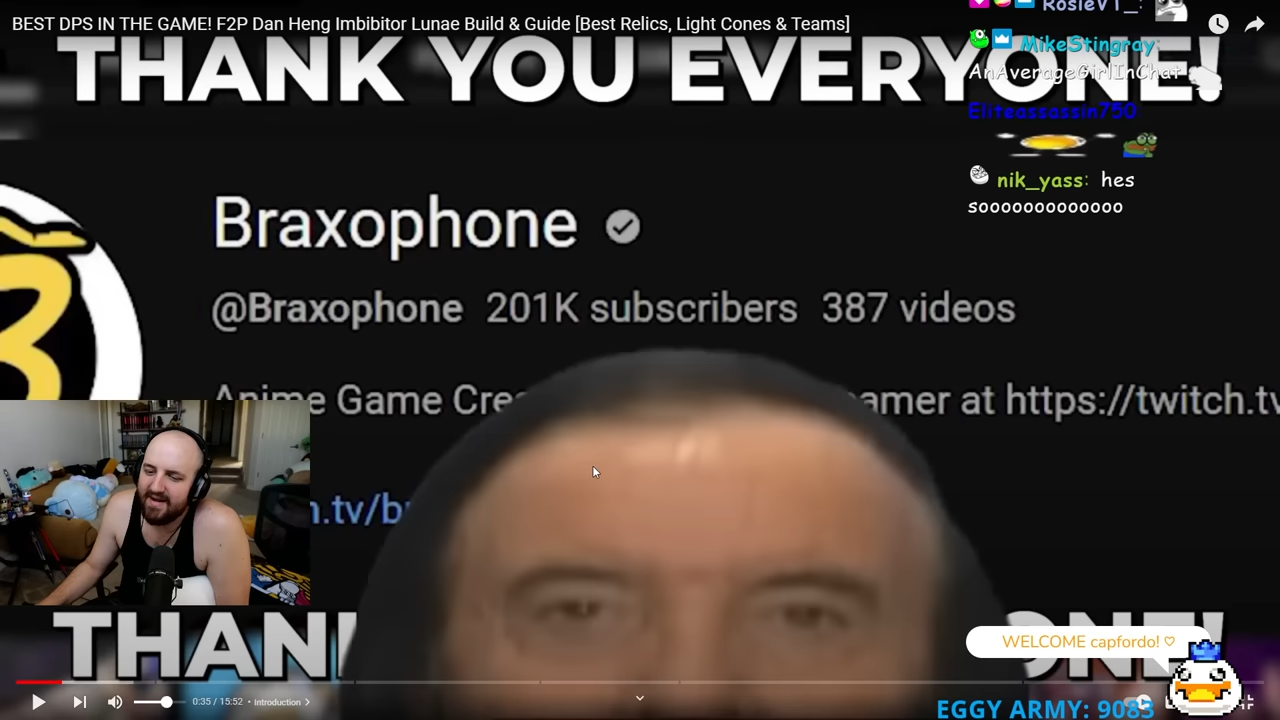 BEST DPS IN THE GAME! F2P Dan Heng Imbibitor Lunae Build & Guide [Best Relics, Light Cones & Teams]
THANK YOU EVERYONE!
RosieVT_:
MikeStingray:
AnAverageGirlInChat
Eliteassassin750
nik_yass: hes
sooooooooooooo
Braxophone
@Braxophone 201K subscribers 387 videos
Anime Game Cre
amer at https://twitch.tv
n.tv/b
THAN
ONE!
WELCOME capfordo! ♡
0:35 / 15:52 • Introduction >
EGGY ARMY: 9083